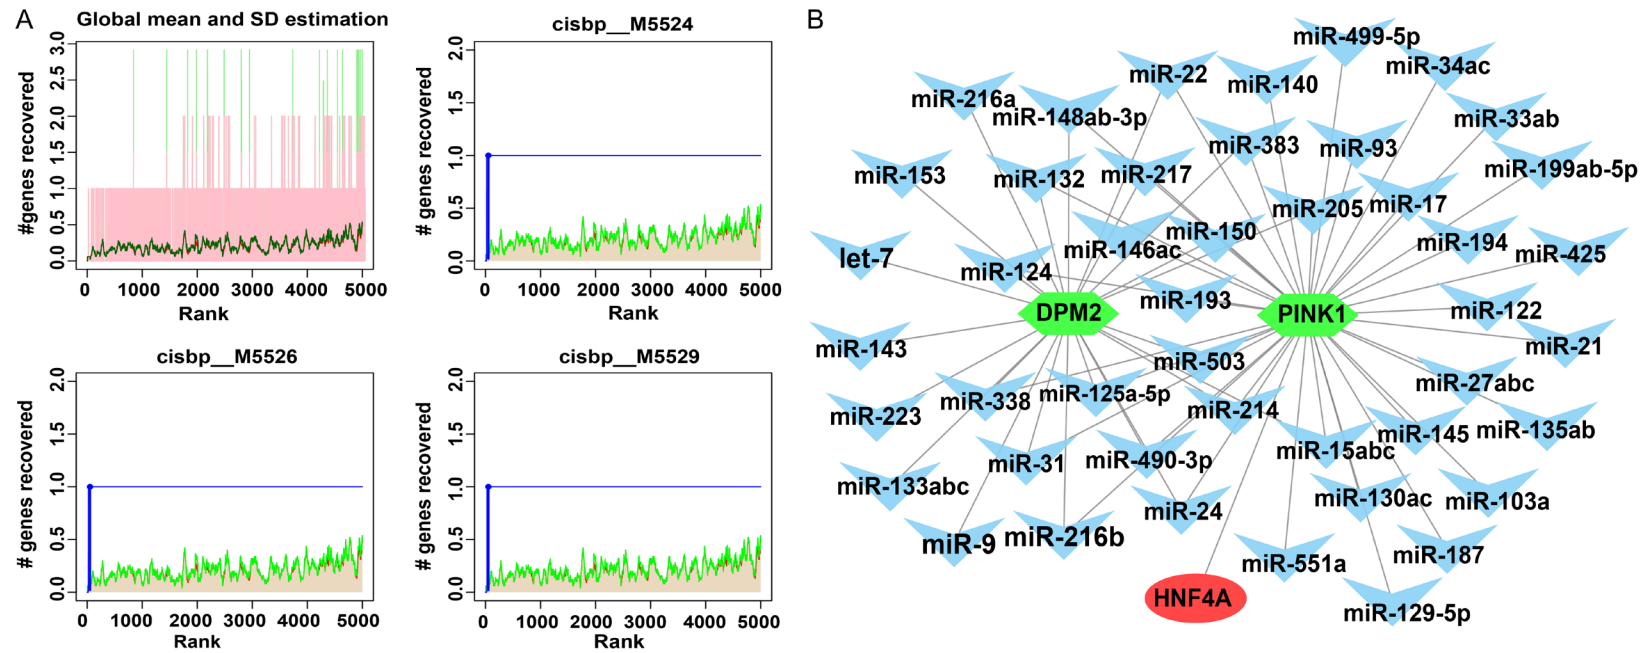 A
Global mean and SD estimation
#genes recovered
0.0 0.5 1.0 1.5 2.0 2.5 3.0
0 1000 2000 3000 4000 5000
Rank
cisbp__M5524
# genes recovered
0.0 0.5 1.0 1.5 2.0
0 1000 2000 3000 4000 5000
Rank
cisbp__M5526
# genes recovered
0.0 0.5 1.0 1.5 2.0
0 1000 2000 3000 4000 5000
Rank
cisbp__M5529
# genes recovered
0.0 0.5 1.0 1.5 2.0
0 1000 2000 3000 4000 5000
Rank
B
miR-499-5p
miR-34ac
miR-22
miR-140
miR-216a
miR-148ab-3p
miR-33ab
miR-383
miR-93
miR-199ab-5p
miR-153
miR-132
miR-217
miR-205
miR-17
miR-150
miR-146ac
miR-194
miR-425
let-7
miR-124
miR-193
DPM2
PINK1
miR-122
miR-143
miR-503
miR-21
miR-27abc
miR-338
miR-125a-5p
miR-214
miR-223
miR-145
miR-135ab
miR-15abc
miR-31
miR-490-3p
miR-133abc
miR-130ac
miR-103a
miR-24
miR-9
miR-216b
miR-187
miR-551a
HNF4A
miR-129-5p